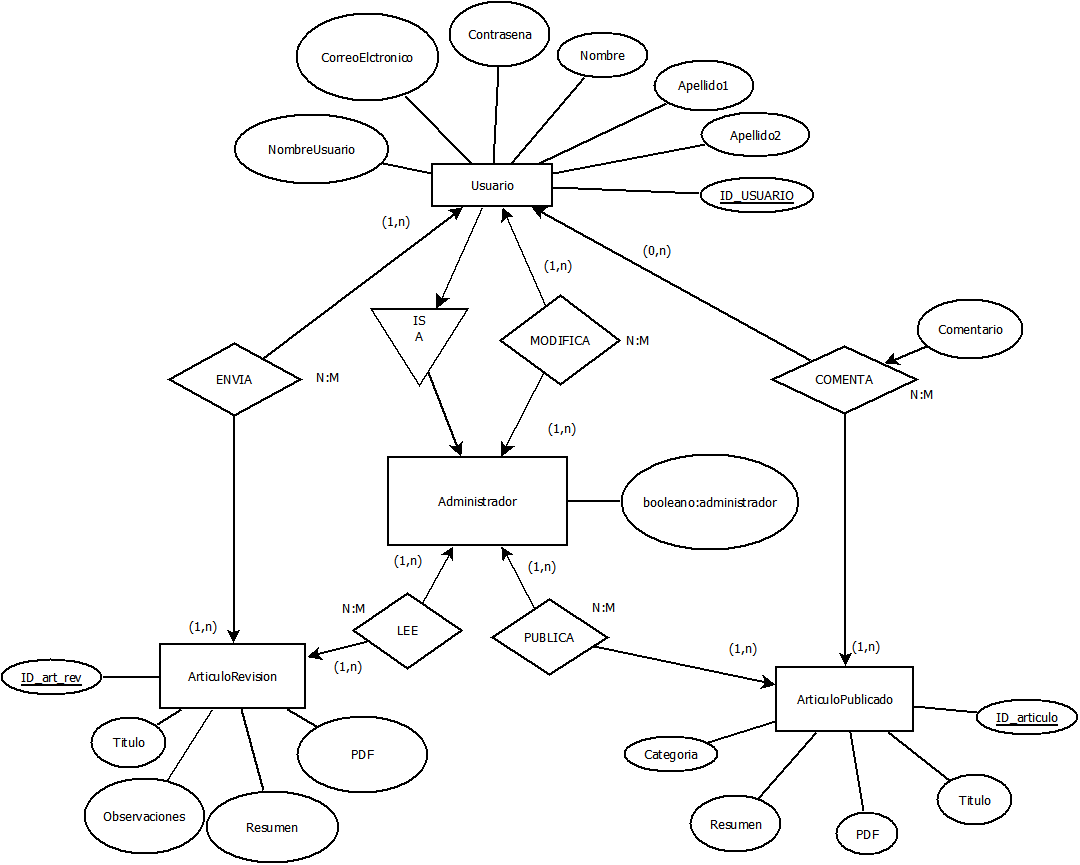 Contrasena
CorreoElctronico
Nombre
Apellido1
Apellido2
NombreUsuario
Usuario
ID_USUARIO
(1,n)
(0,n)
(1,n)
IS
A
Comentario
MODIFICA
N:M
ENVIA
N:M
COMENTA
N:M
(1,n)
Administrador
booleano:administrador
(1,n)
(1,n)
N:M
N:M
(1,n)
LEE
PUBLICA
(1,n)
(1,n)
(1,n)
ID_art_rev
ArticuloRevision
ArticuloPublicado
ID_articulo
Titulo
PDF
Categoria
Observaciones
Resumen
Resumen
PDF
Titulo